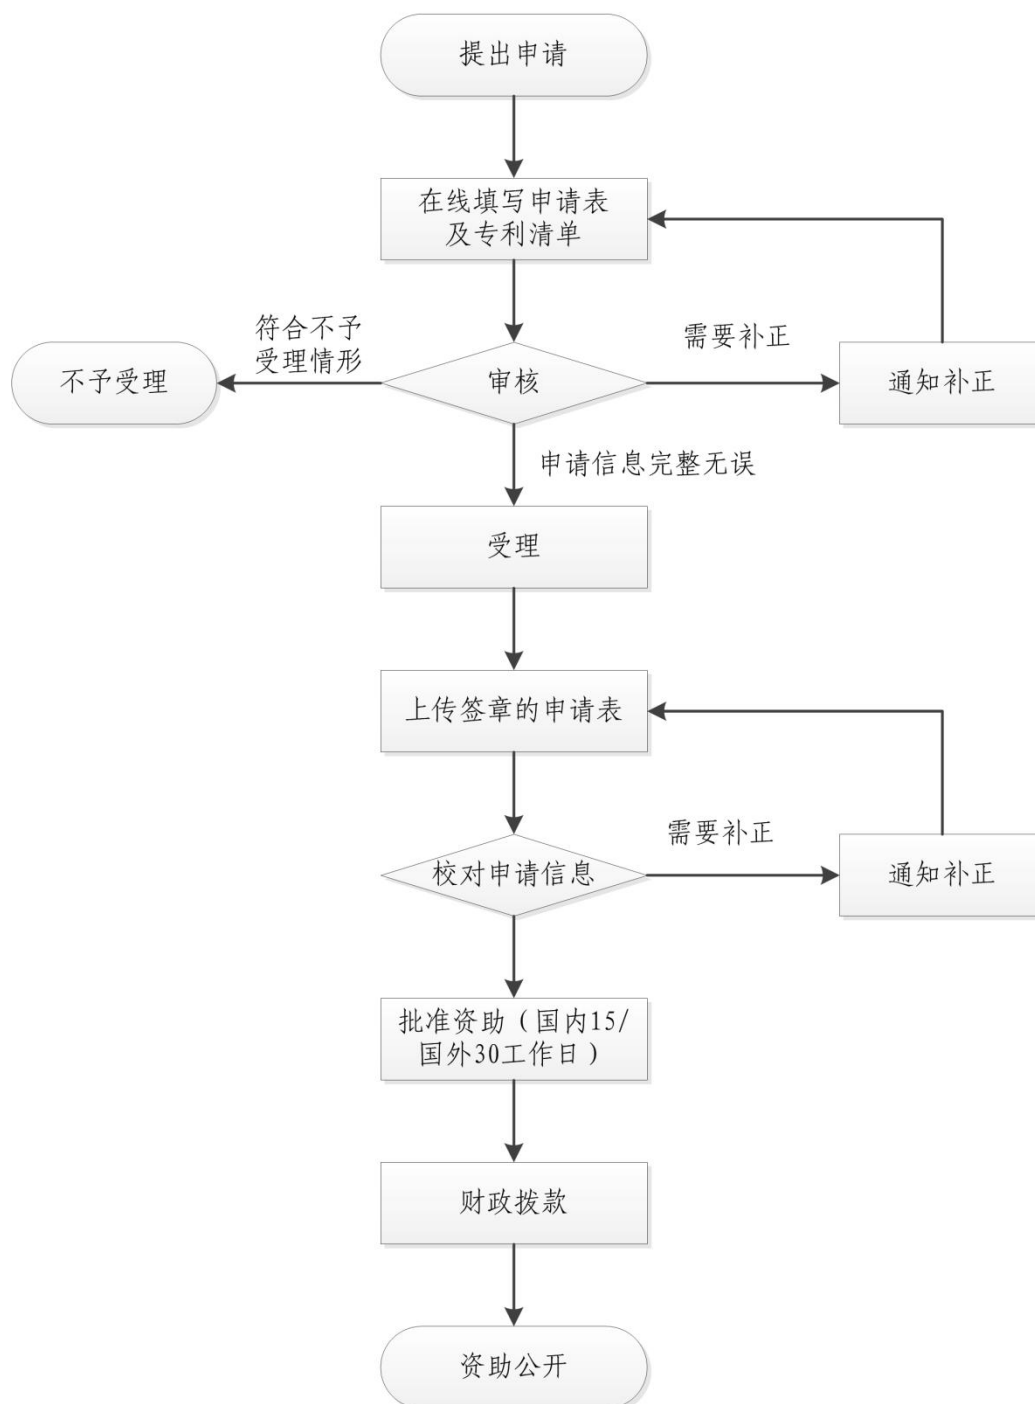 提出申请
在线填写申请表
及专利清单
符合不予
受理情形
需要补正
不予受理
审核
通知补正
申请信息完整无误
受理
上传签章的申请表
需要补正
校对申请信息
通知补正
批准资助（国内15/
国外30工作日）
财政拨款
资助公开